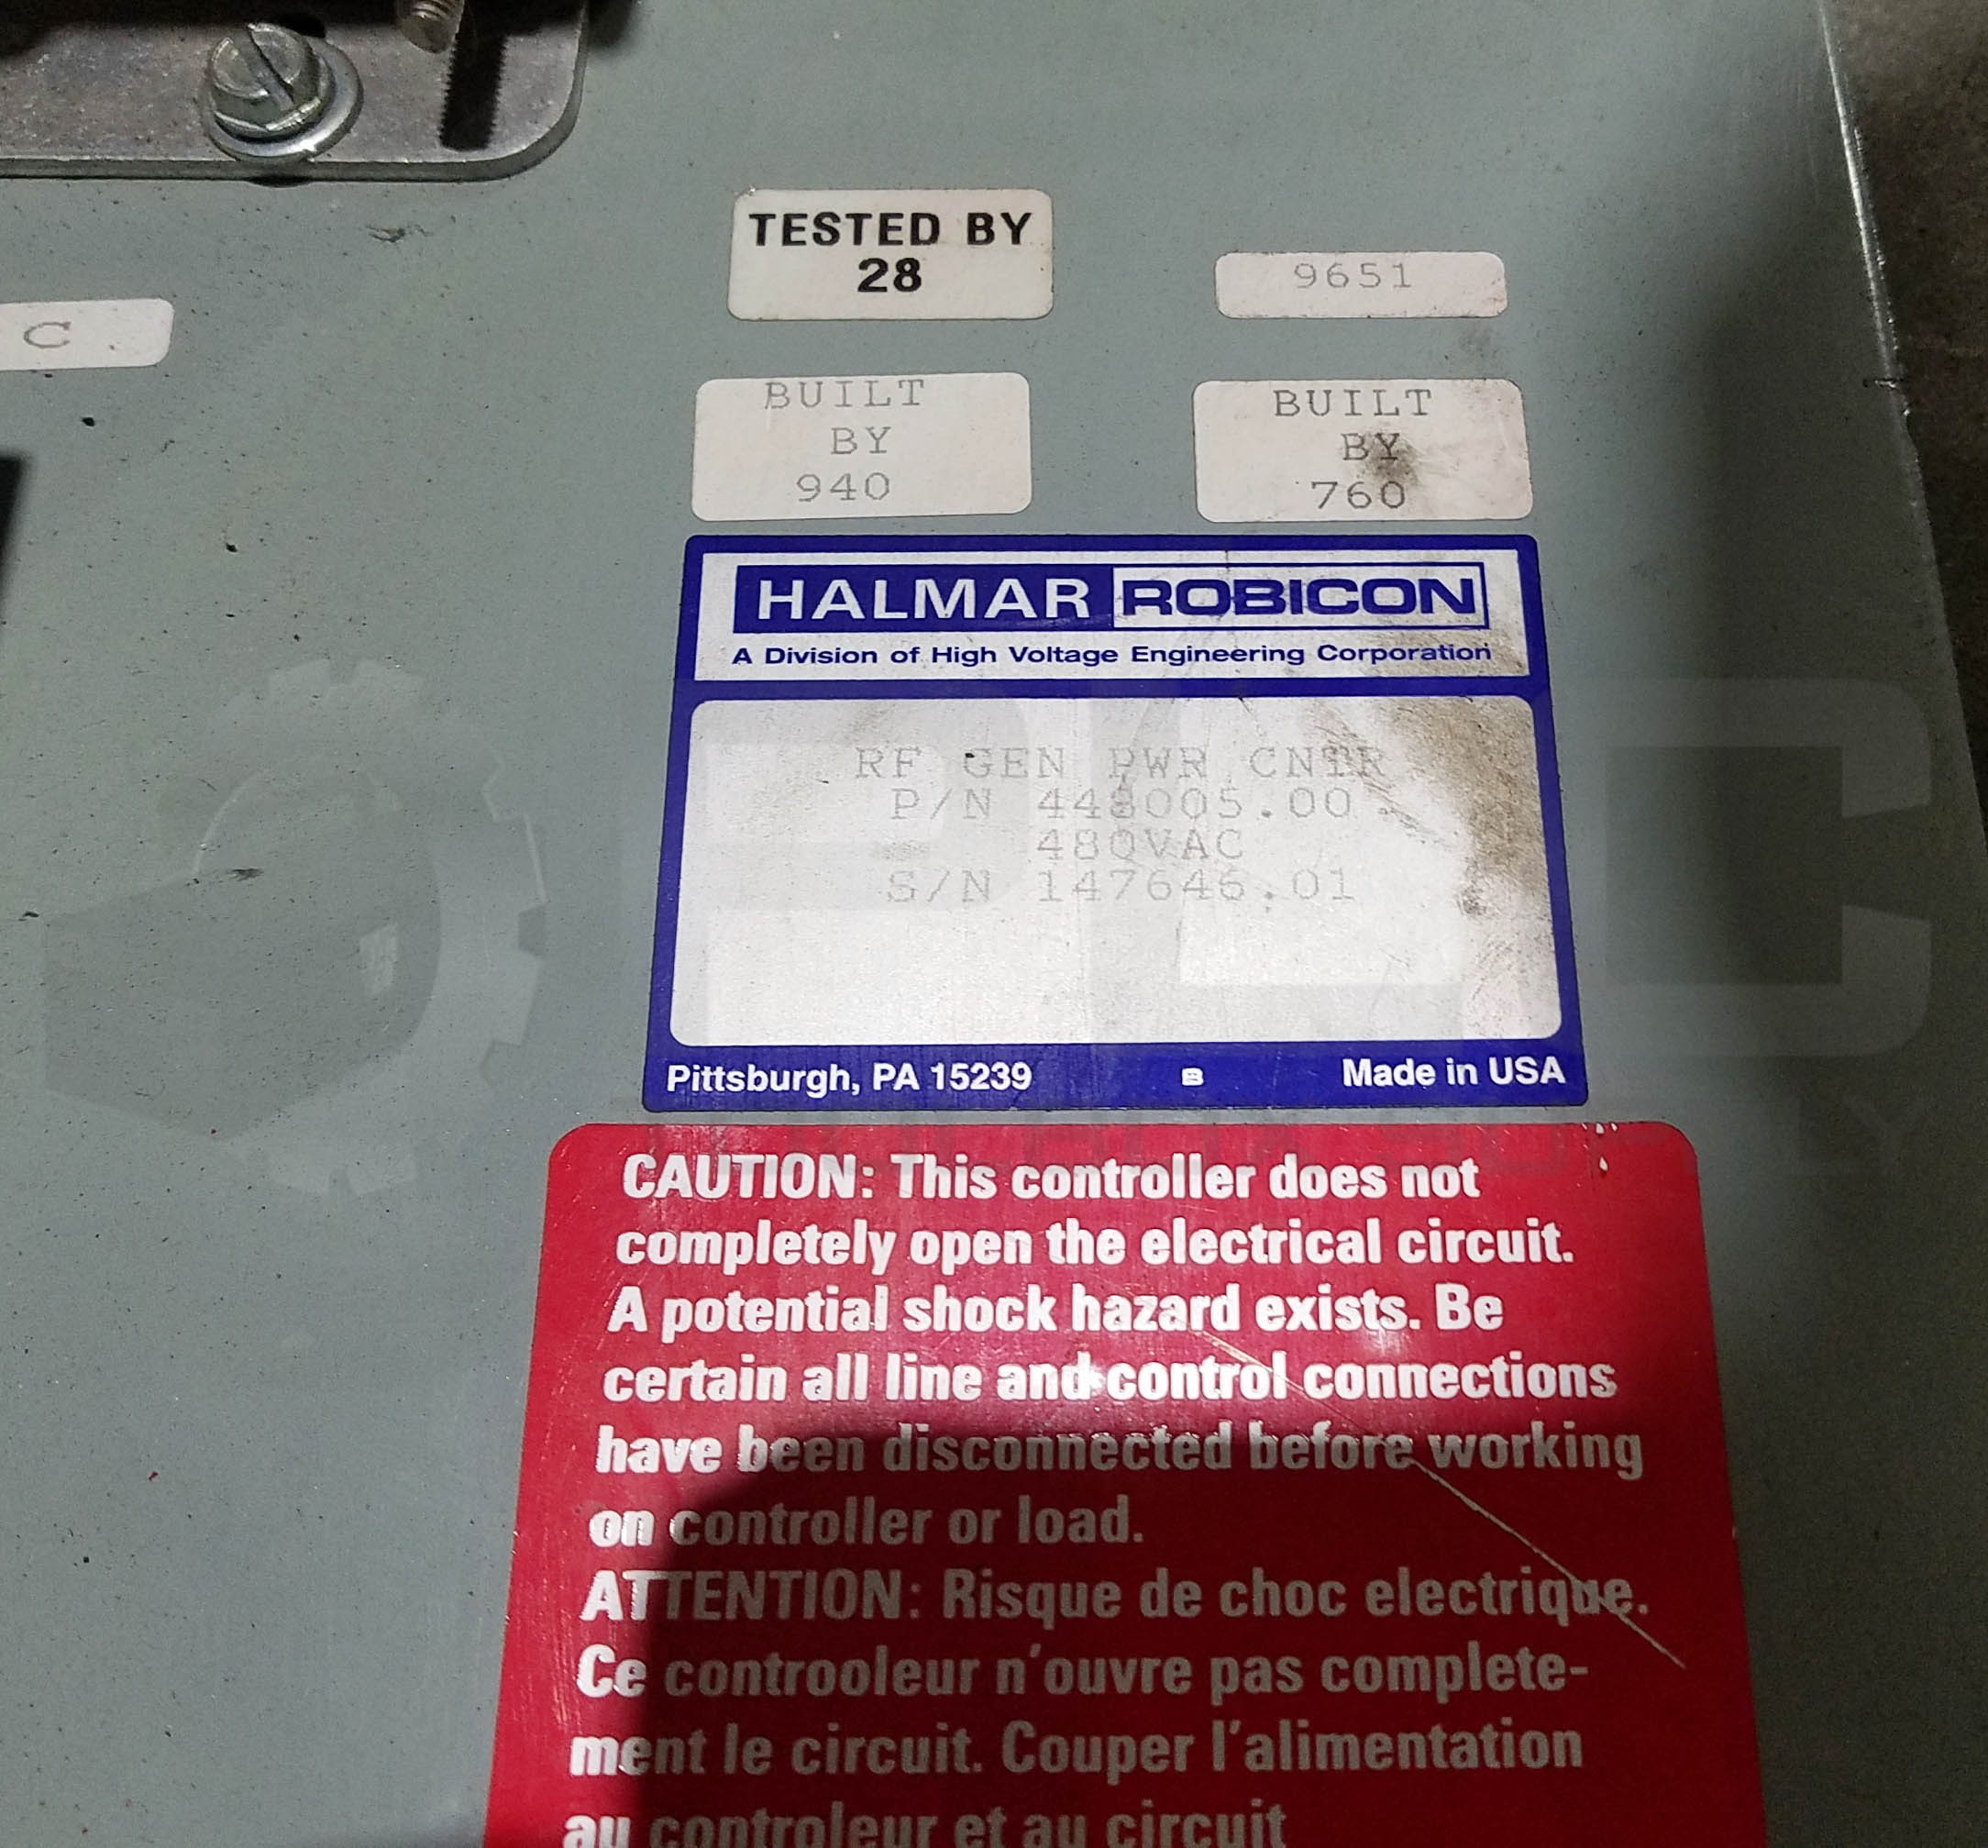 TESTED BY
28
9651
C
BUILT
BY
940
BUILT
BY
760
HALMAR ROBICON
A Division of High Voltage Engineering Corporation
RF GEN PWR CNTR
P/N 448005.00
480VAC
S/N 147646.01
Pittsburgh, PA 15239
B
Made in USA
CAUTION: This controller does not
completely open the electrical circuit.
A potential shock hazard exists. Be
certain all line and control connections
have been disconnected before working
on controller or load.
ATTENTION: Risque de choc electrique.
Ce controoleur n'ouvre pas complete-
ment le circuit. Couper l'alimentation
au controleur et au circuit